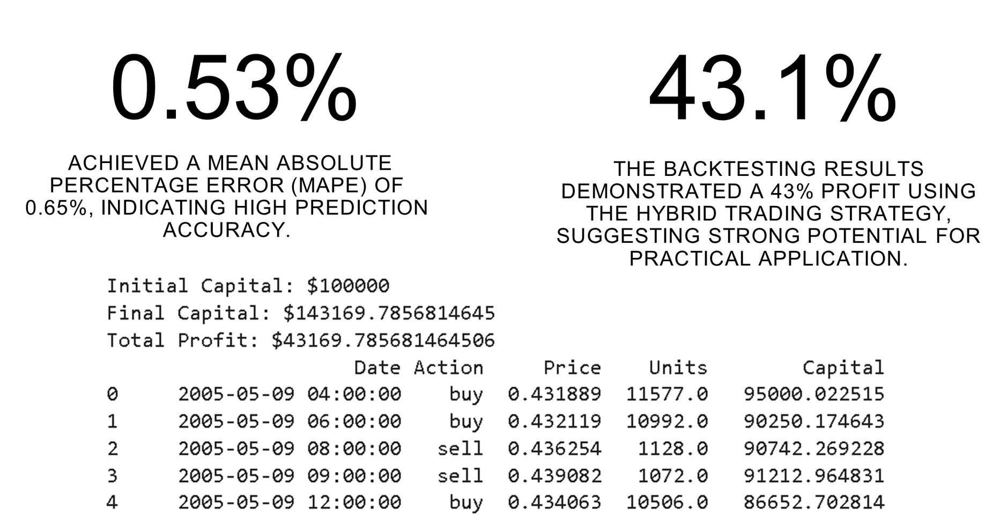 0.53%
ACHIEVED A MEAN ABSOLUTE
PERCENTAGE ERROR (MAPE) OF
0.65%, INDICATING HIGH PREDICTION
ACCURACY.
43.1%
THE BACKTESTING RESULTS
DEMONSTRATED A 43% PROFIT USING
THE HYBRID TRADING STRATEGY,
SUGGESTING STRONG POTENTIAL FOR
PRACTICAL APPLICATION.
Initial Capital: $100000
Final Capital: $143169.7856814645
Total Profit: $43169.785681464506
Date Action Price Units Capital
0 2005-05-09 04:00:00 buy 0.431889 11577.0 95000.022515
1 2005-05-09 06:00:00 buy 0.432119 10992.0 90250.174643
2 2005-05-09 08:00:00 sell 0.436254 1128.0 90742.269228
3 2005-05-09 09:00:00 sell 0.439082 1072.0 91212.964831
4 2005-05-09 12:00:00 buy 0.434063 10506.0 86652.702814